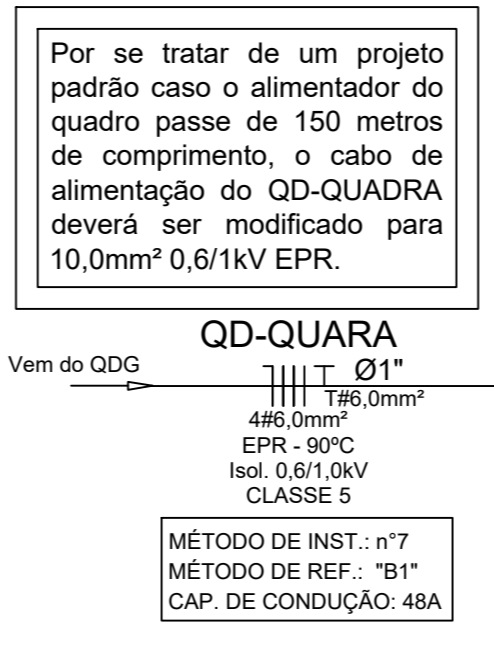 Por se tratar de um projeto
padrão caso o alimentador do
quadro passe de 150 metros
de comprimento, o cabo de
alimentação do QD-QUADRA
deverá ser modificado para
10,0mm² 0,6/1kV EPR.
QD-QUARA
Vem do QDG
Ø1"
T#6,0mm²
4#6,0mm²
EPR - 90ºC
Isol. 0,6/1,0kV
CLASSE 5
MÉTODO DE INST.: n°7
MÉTODO DE REF.: "B1"
CAP. DE CONDUÇÃO: 48A